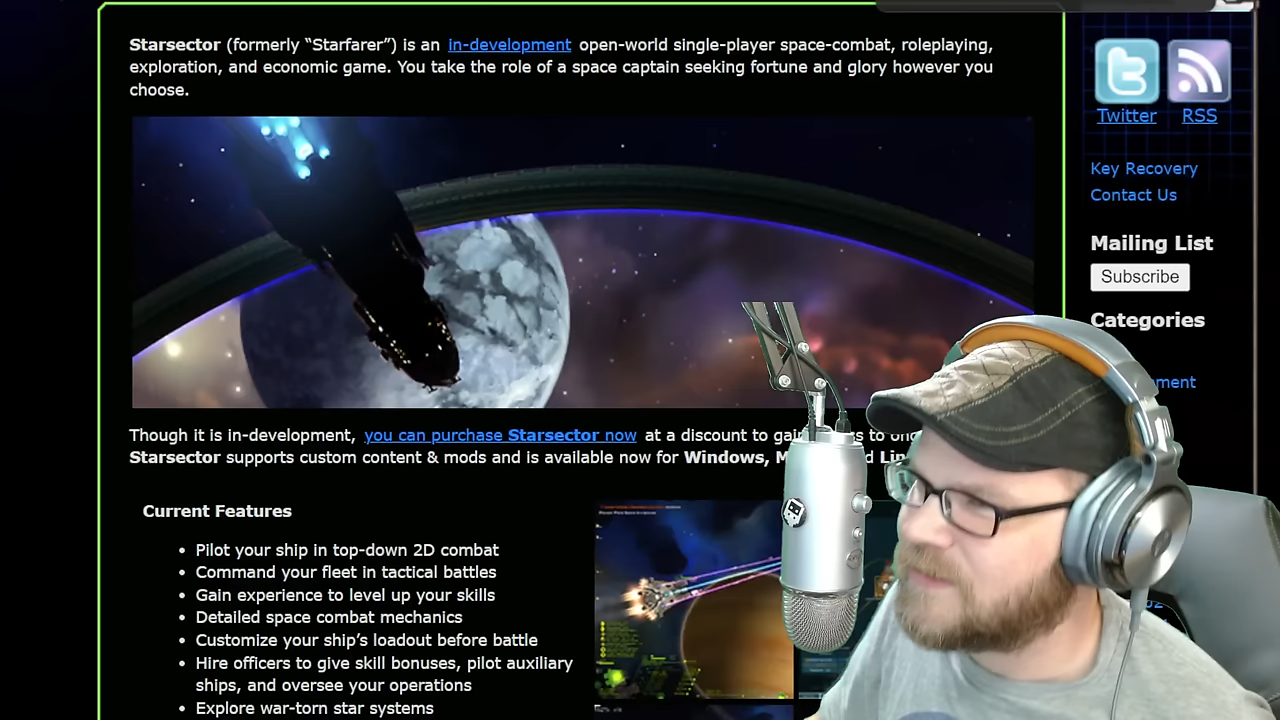 Starsector (formerly “Starfarer”) is an in-development open-world single-player space-combat, roleplaying,
exploration, and economic game. You take the role of a space captain seeking fortune and glory however you
choose.
Twitter RSS
Key Recovery
Contact Us
Mailing List
Subscribe
Categories
Though it is in-development, you can purchase Starsector now at a discount to
Starsector supports custom content & mods and is available now for Windows,
Current Features
• Pilot your ship in top-down 2D combat
• Command your fleet in tactical battles
• Gain experience to level up your skills
• Detailed space combat mechanics
• Customize your ship’s loadout before battle
• Hire officers to give skill bonuses, pilot auxiliary
ships, and oversee your operations
• Explore war-torn star systems